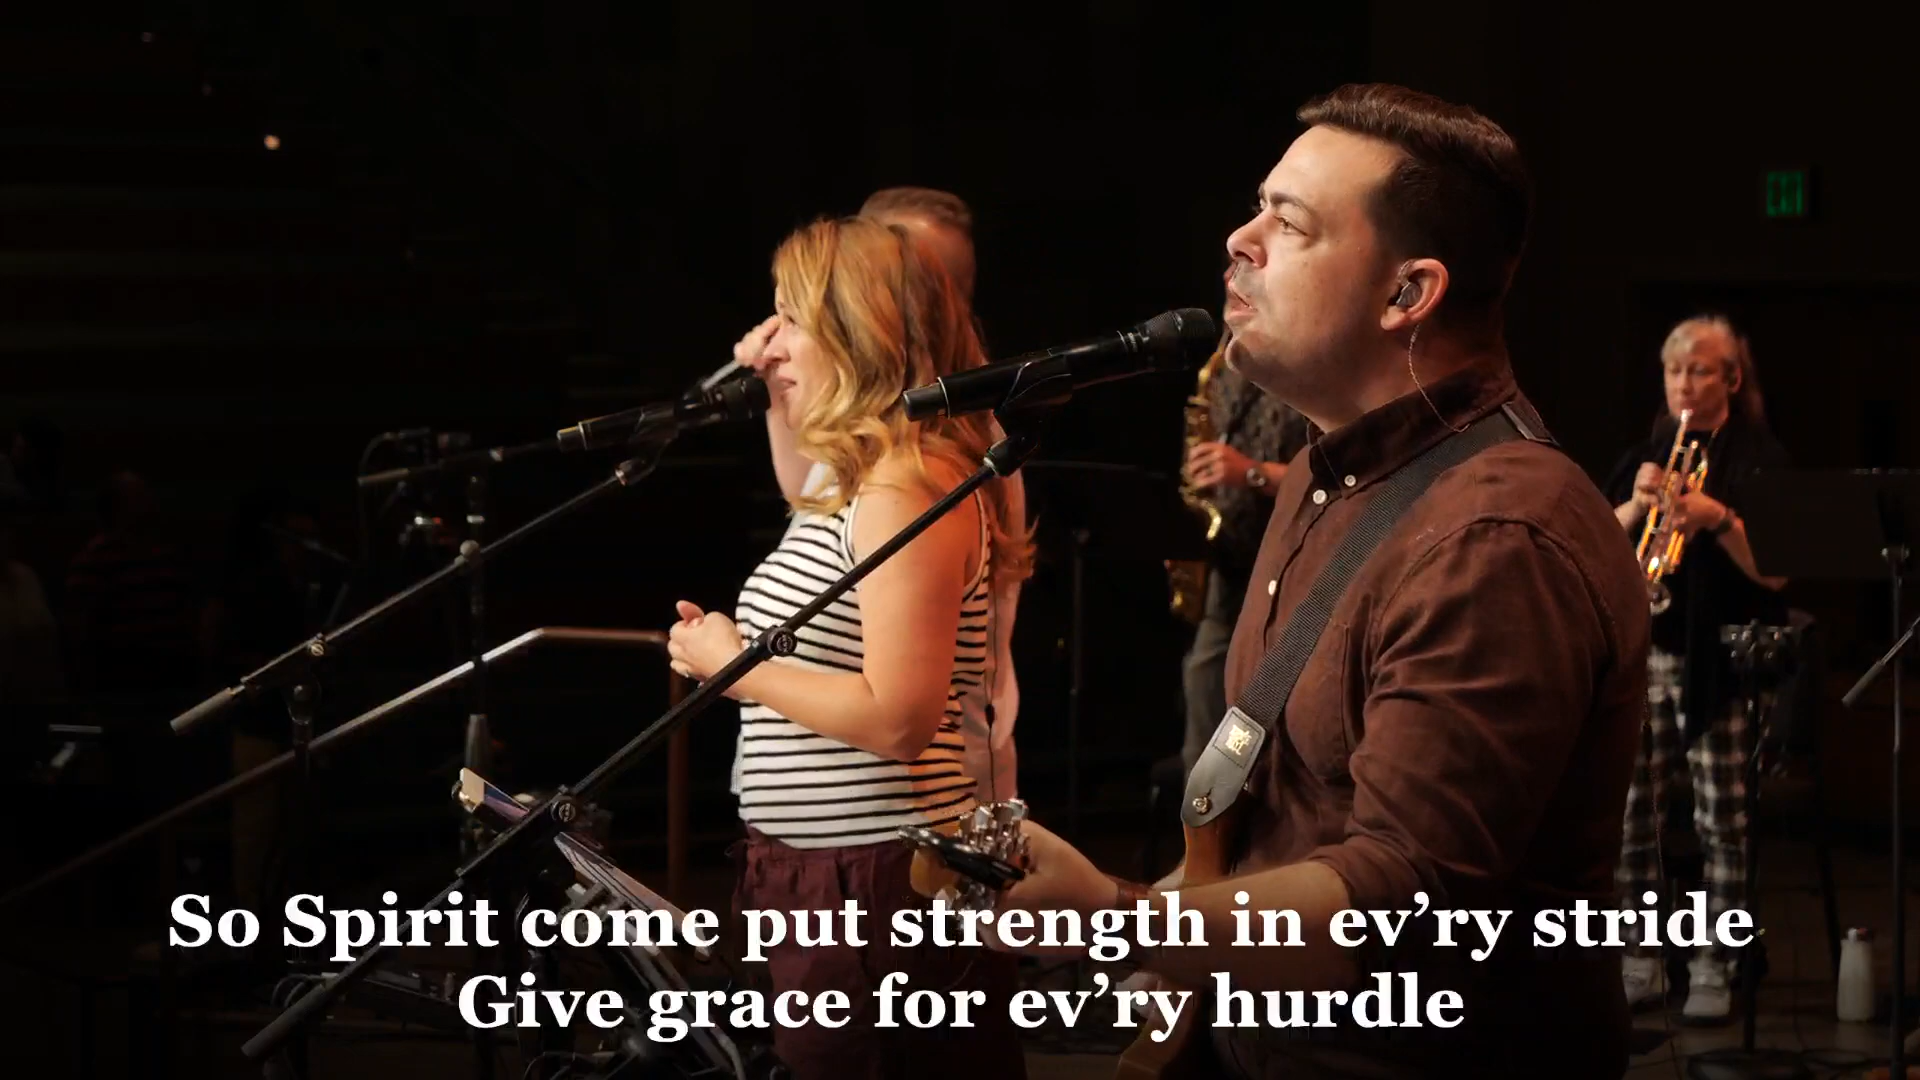 So Spirit come put strength in ev’ry stride
Give grace for ev’ry hurdle